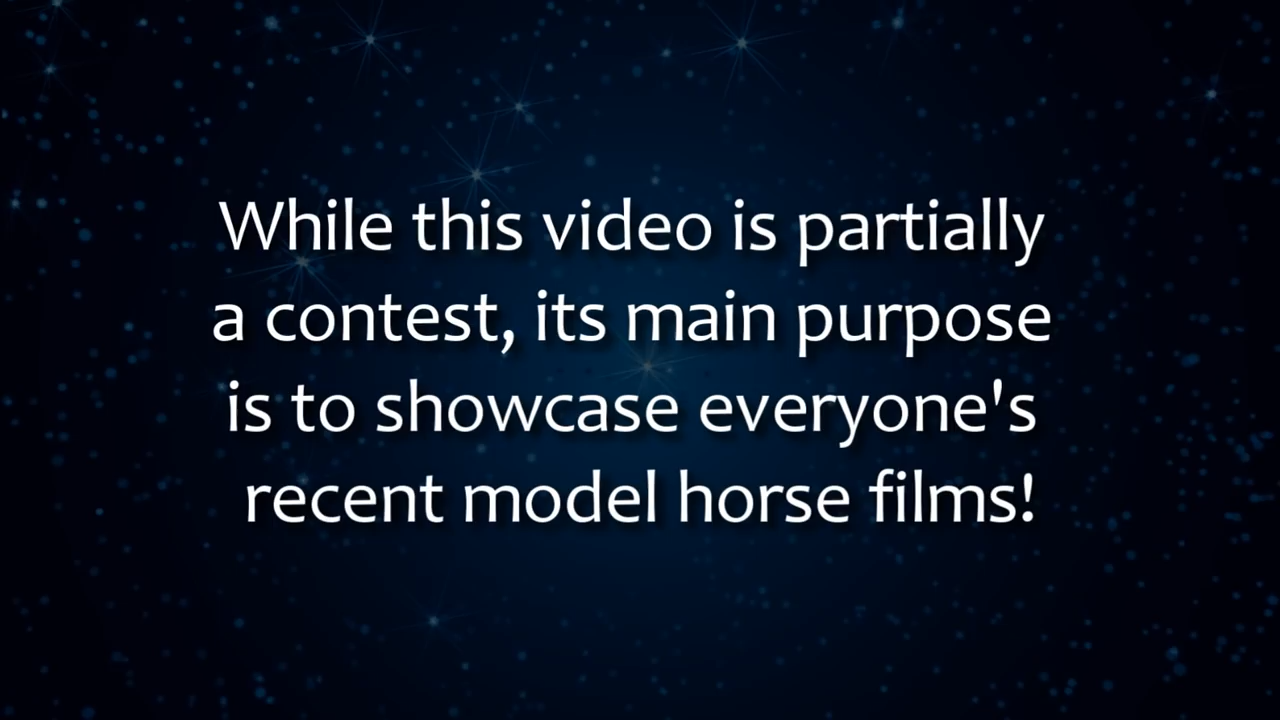 While this video is partially
a contest, its main purpose
is to showcase everyone's
recent model horse films!